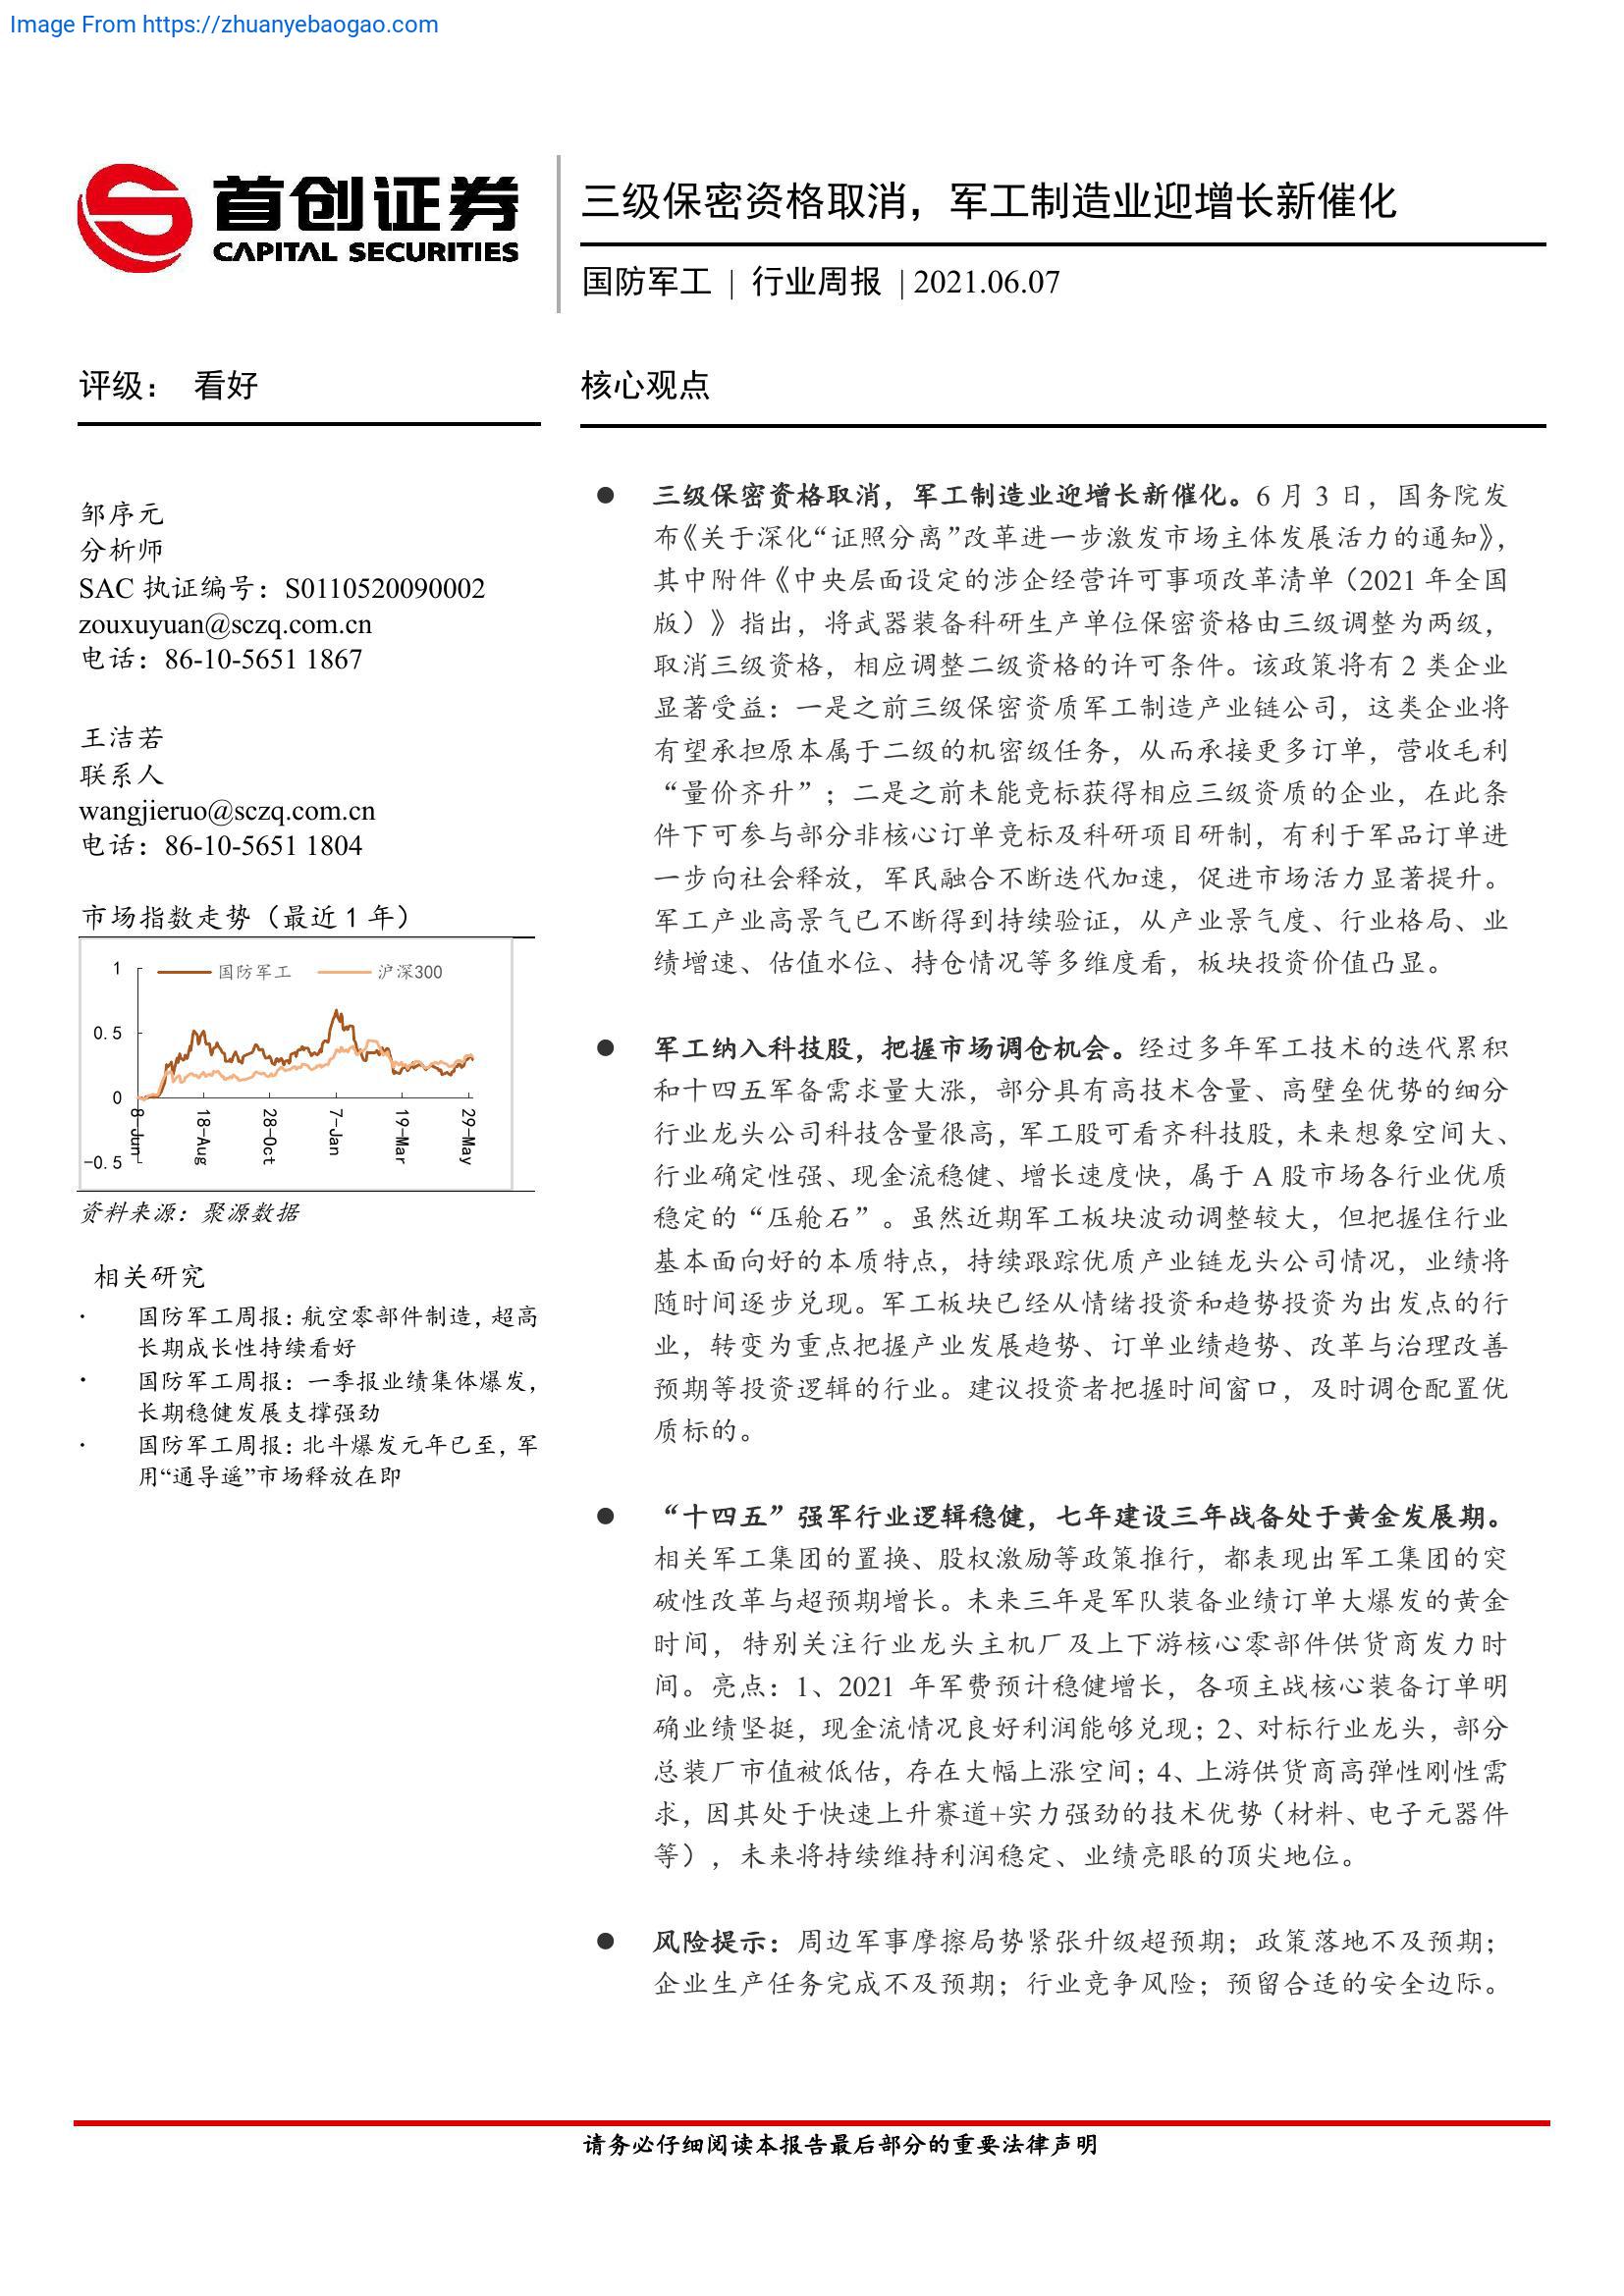 Image From https://zhuanyebaogao.com
首创证券
CAPITAL SECURITIES
三级保密资格取消，军工制造业迎增长新催化
国防军工 | 行业周报 | 2021.06.07
评级： 看好
邹序元
分析师
SAC 执证编号：S0110520090002
zouxuyuan@sczq.com.cn
电话：86-10-5651 1867
王洁若
联系人
wangjieruo@sczq.com.cn
电话：86-10-5651 1804
市场指数走势（最近 1 年）
国防军工 沪深300
1
0.5
0
-0.5
8-Jun 18-Aug 28-Oct 7-Jan 19-Mar 29-May
资料来源：聚源数据
相关研究
· 国防军工周报：航空零部件制造，超高
长期成长性持续看好
· 国防军工周报：一季报业绩集体爆发，
长期稳健发展支撑强劲
· 国防军工周报：北斗爆发元年已至，军
用“通导遥”市场释放在即
核心观点
● 三级保密资格取消，军工制造业迎增长新催化。6 月 3 日，国务院发
布《关于深化“证照分离”改革进一步激发市场主体发展活力的通知》，
其中附件《中央层面设定的涉企经营许可事项改革清单（2021 年全国
版）》指出，将武器装备科研生产单位保密资格由三级调整为两级，
取消三级资格，相应调整二级资格的许可条件。该政策将有 2 类企业
显著受益：一是之前三级保密资质军工制造产业链公司，这类企业将
有望承担原本属于二级的机密级任务，从而承接更多订单，营收毛利
“量价齐升”；二是之前未能竞标获得相应三级资质的企业，在此条
件下可参与部分非核心订单竞标及科研项目研制，有利于军品订单进
一步向社会释放，军民融合不断迭代加速，促进市场活力显著提升。
军工产业高景气已不断得到持续验证，从产业景气度、行业格局、业
绩增速、估值水位、持仓情况等多维度看，板块投资价值凸显。
● 军工纳入科技股，把握市场调仓机会。经过多年军工技术的迭代累积
和十四五军备需求量大涨，部分具有高技术含量、高壁垒优势的细分
行业龙头公司科技含量很高，军工股可看齐科技股，未来想象空间大、
行业确定性强、现金流稳健、增长速度快，属于 A 股市场各行业优质
稳定的“压舱石”。虽然近期军工板块波动调整较大，但把握住行业
基本面向好的本质特点，持续跟踪优质产业链龙头公司情况，业绩将
随时间逐步兑现。军工板块已经从情绪投资和趋势投资为出发点的行
业，转变为重点把握产业发展趋势、订单业绩趋势、改革与治理改善
预期等投资逻辑的行业。建议投资者把握时间窗口，及时调仓配置优
质标的。
● “十四五”强军行业逻辑稳健，七年建设三年战备处于黄金发展期。
相关军工集团的置换、股权激励等政策推行，都表现出军工集团的突
破性改革与超预期增长。未来三年是军队装备业绩订单大爆发的黄金
时间，特别关注行业龙头主机厂及上下游核心零部件供货商发力时
间。亮点：1、2021 年军费预计稳健增长，各项主战核心装备订单明
确业绩坚挺，现金流情况良好利润能够兑现；2、对标行业龙头，部分
总装厂市值被低估，存在大幅上涨空间；4、上游供货商高弹性刚性需
求，因其处于快速上升赛道+实力强劲的技术优势（材料、电子元器件
等），未来将持续维持利润稳定、业绩亮眼的顶尖地位。
● 风险提示：周边军事摩擦局势紧张升级超预期；政策落地不及预期；
企业生产任务完成不及预期；行业竞争风险；预留合适的安全边际。
请务必仔细阅读本报告最后部分的重要法律声明